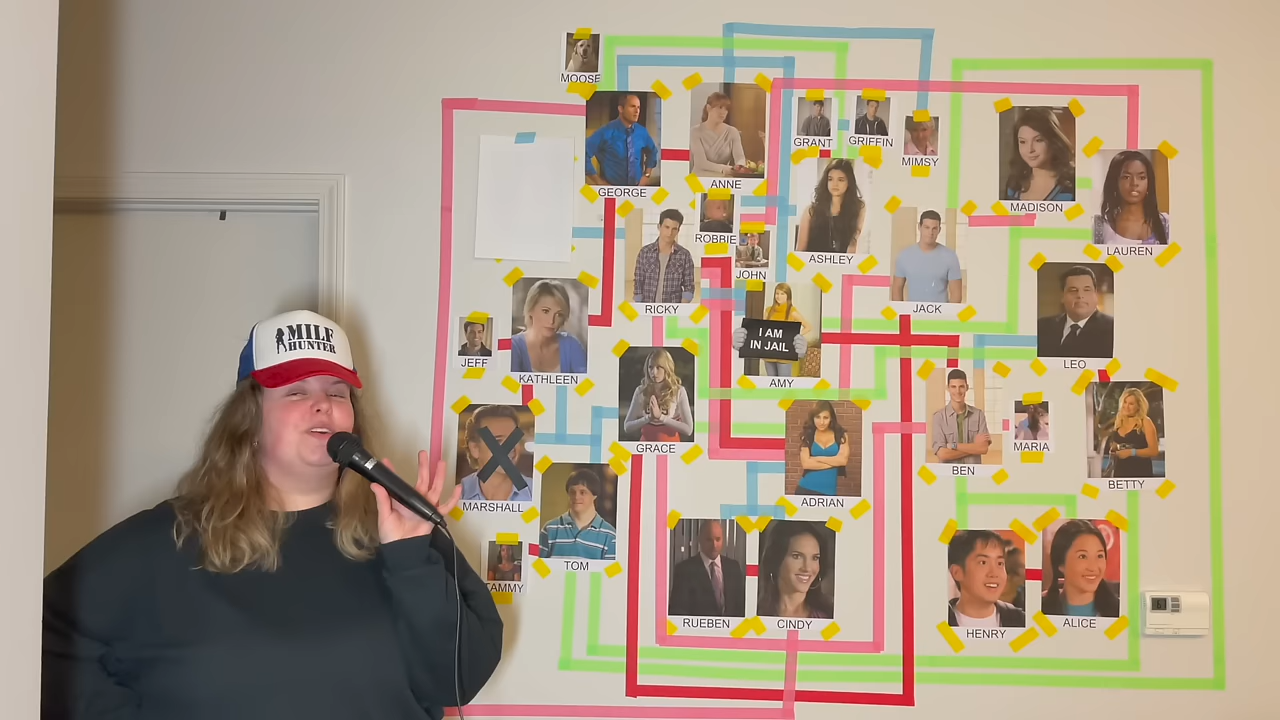 MOOSE
GEORGE
ANNE
GRANT
GRIFFIN
MIMSY
MADISON
LAUREN
ROBBIE
JOHN
ASHLEY
RICKY
JACK
I AM
IN JAIL
AMY
LEO
JEFF
KATHLEEN
MILF
HUNTER
GRACE
BEN
MARIA
BETTY
MARSHALL
ADRIAN
TOM
TAMMY
RUEBEN
CINDY
HENRY
ALICE